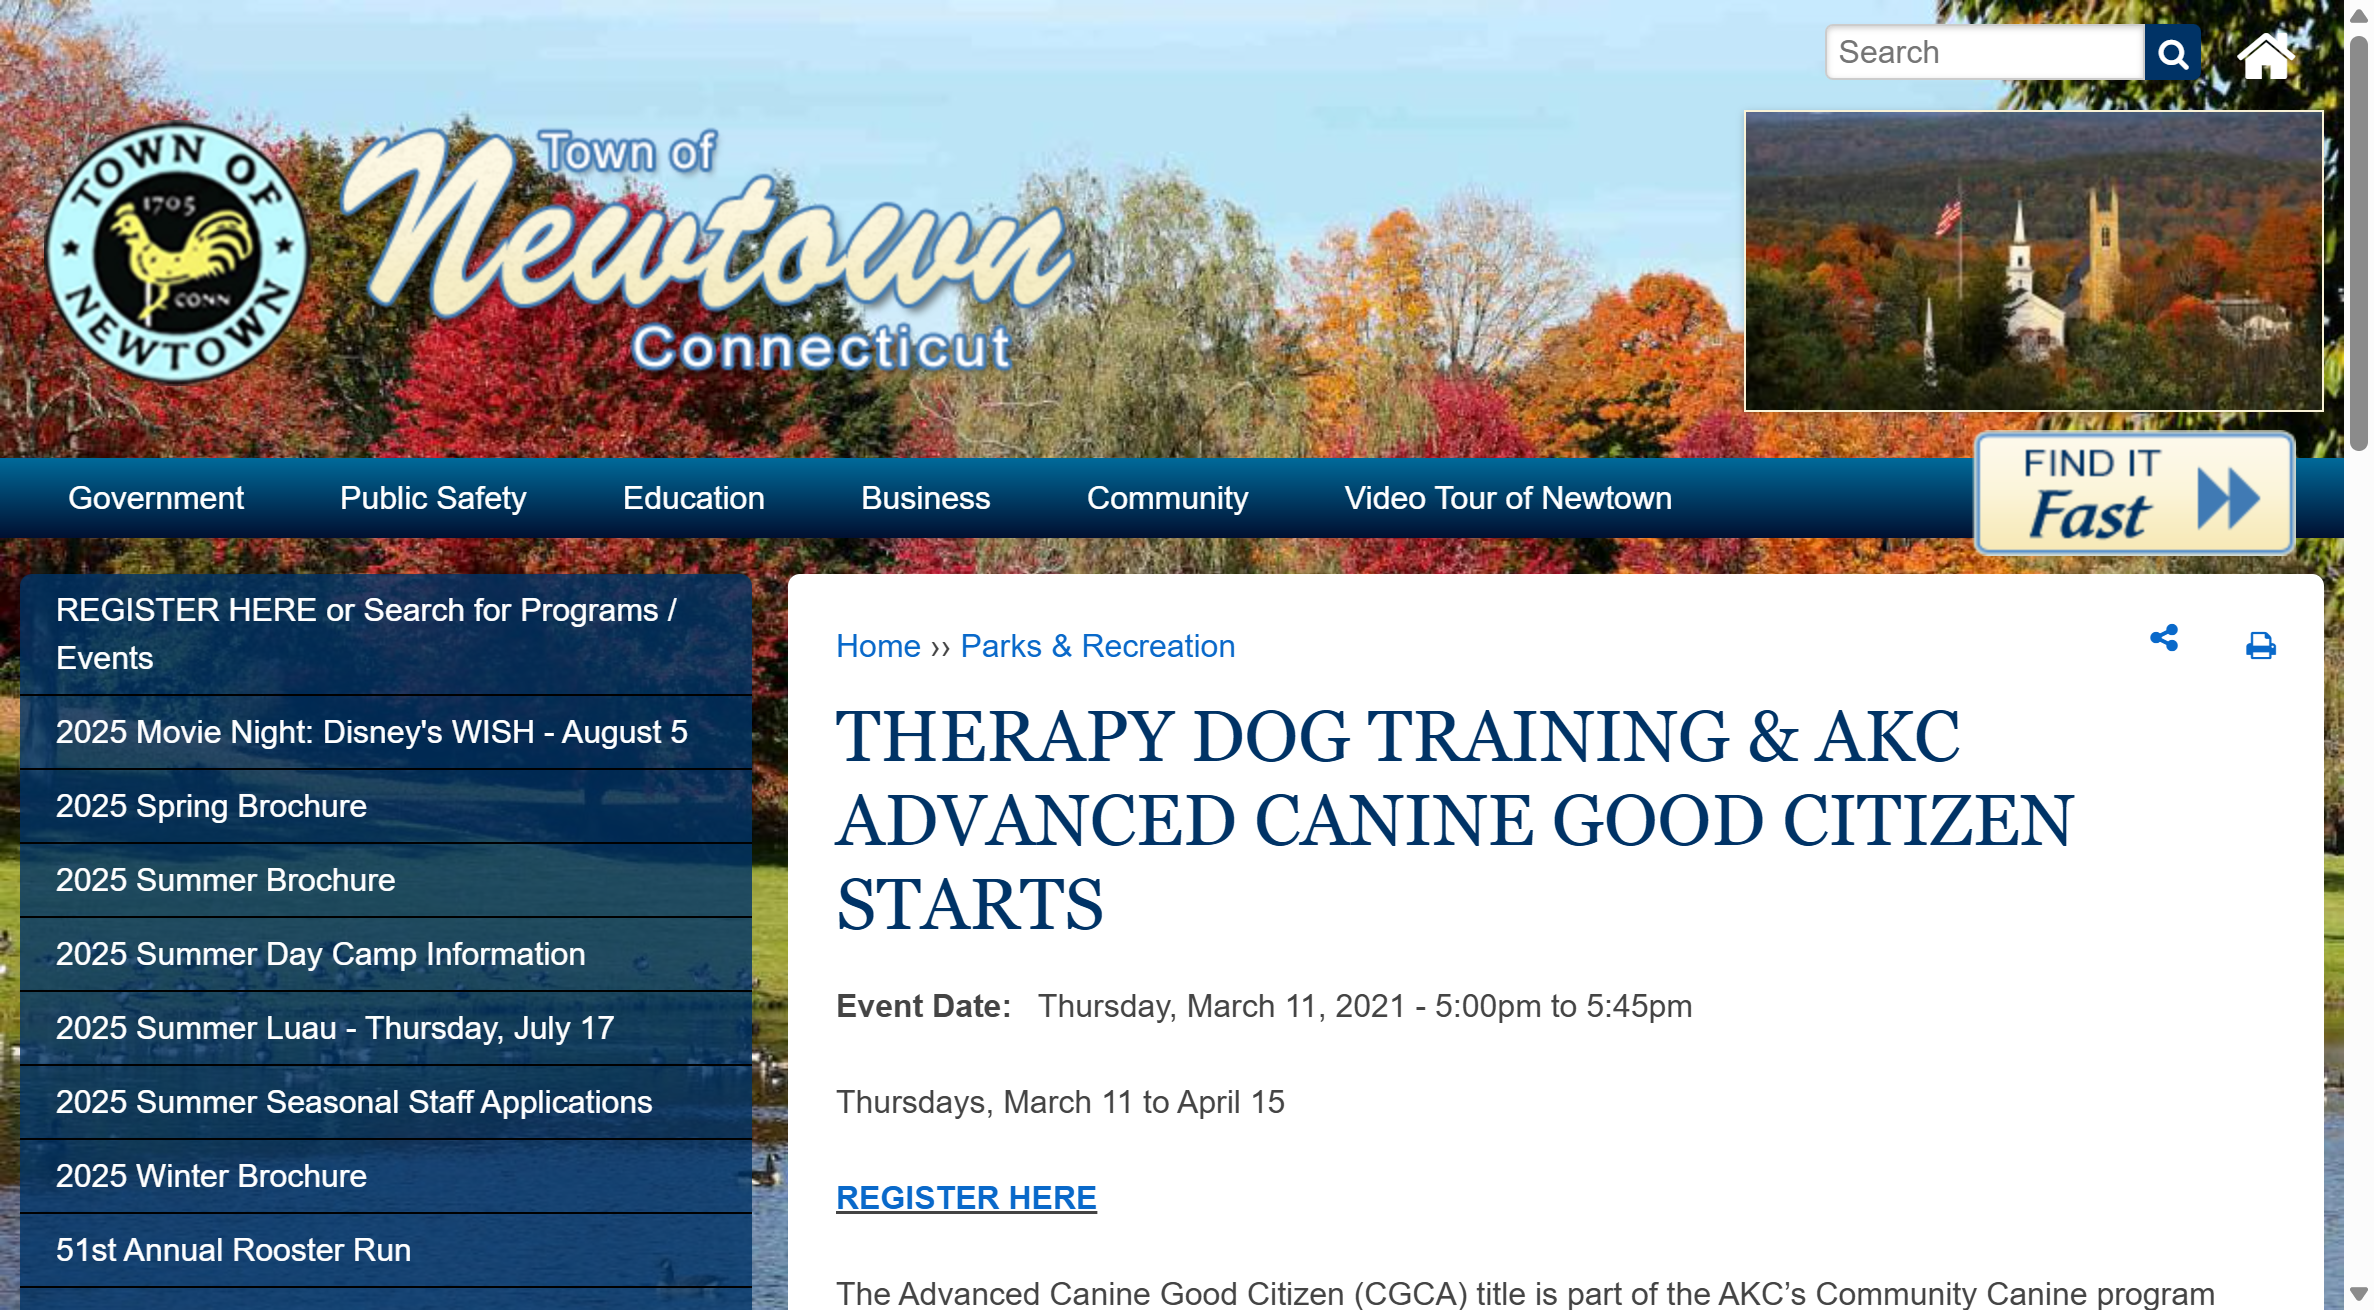 Search
TOWN OF
1705
CONN
NEWTOWN
Town of
Newtown
Connecticut
FIND IT
Fast
Government
Public Safety
Education
Business
Community
Video Tour of Newtown
REGISTER HERE or Search for Programs /
Events
2025 Movie Night: Disney's WISH - August 5
2025 Spring Brochure
2025 Summer Brochure
2025 Summer Day Camp Information
2025 Summer Luau - Thursday, July 17
2025 Summer Seasonal Staff Applications
2025 Winter Brochure
51st Annual Rooster Run
Home ›› Parks & Recreation
THERAPY DOG TRAINING & AKC
ADVANCED CANINE GOOD CITIZEN
STARTS
Event Date: Thursday, March 11, 2021 - 5:00pm to 5:45pm
Thursdays, March 11 to April 15
REGISTER HERE
The Advanced Canine Good Citizen (CGCA) title is part of the AKC’s Community Canine program